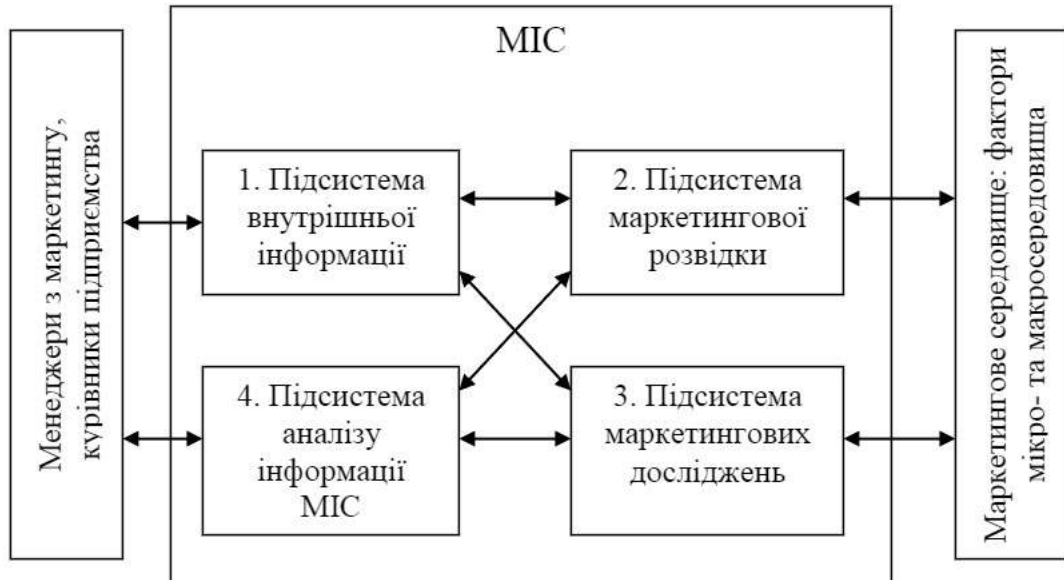 МІС
Менеджери з маркетингу,
курівники підприємства
1. Підсистема
внутрішньої
інформації
2. Підсистема
маркетингової
розвідки
4. Підсистема
аналізу
інформації
МІС
3. Підсистема
маркетингових
досліджень
Маркетингове середовище: фактори
мікро- та макросередовища